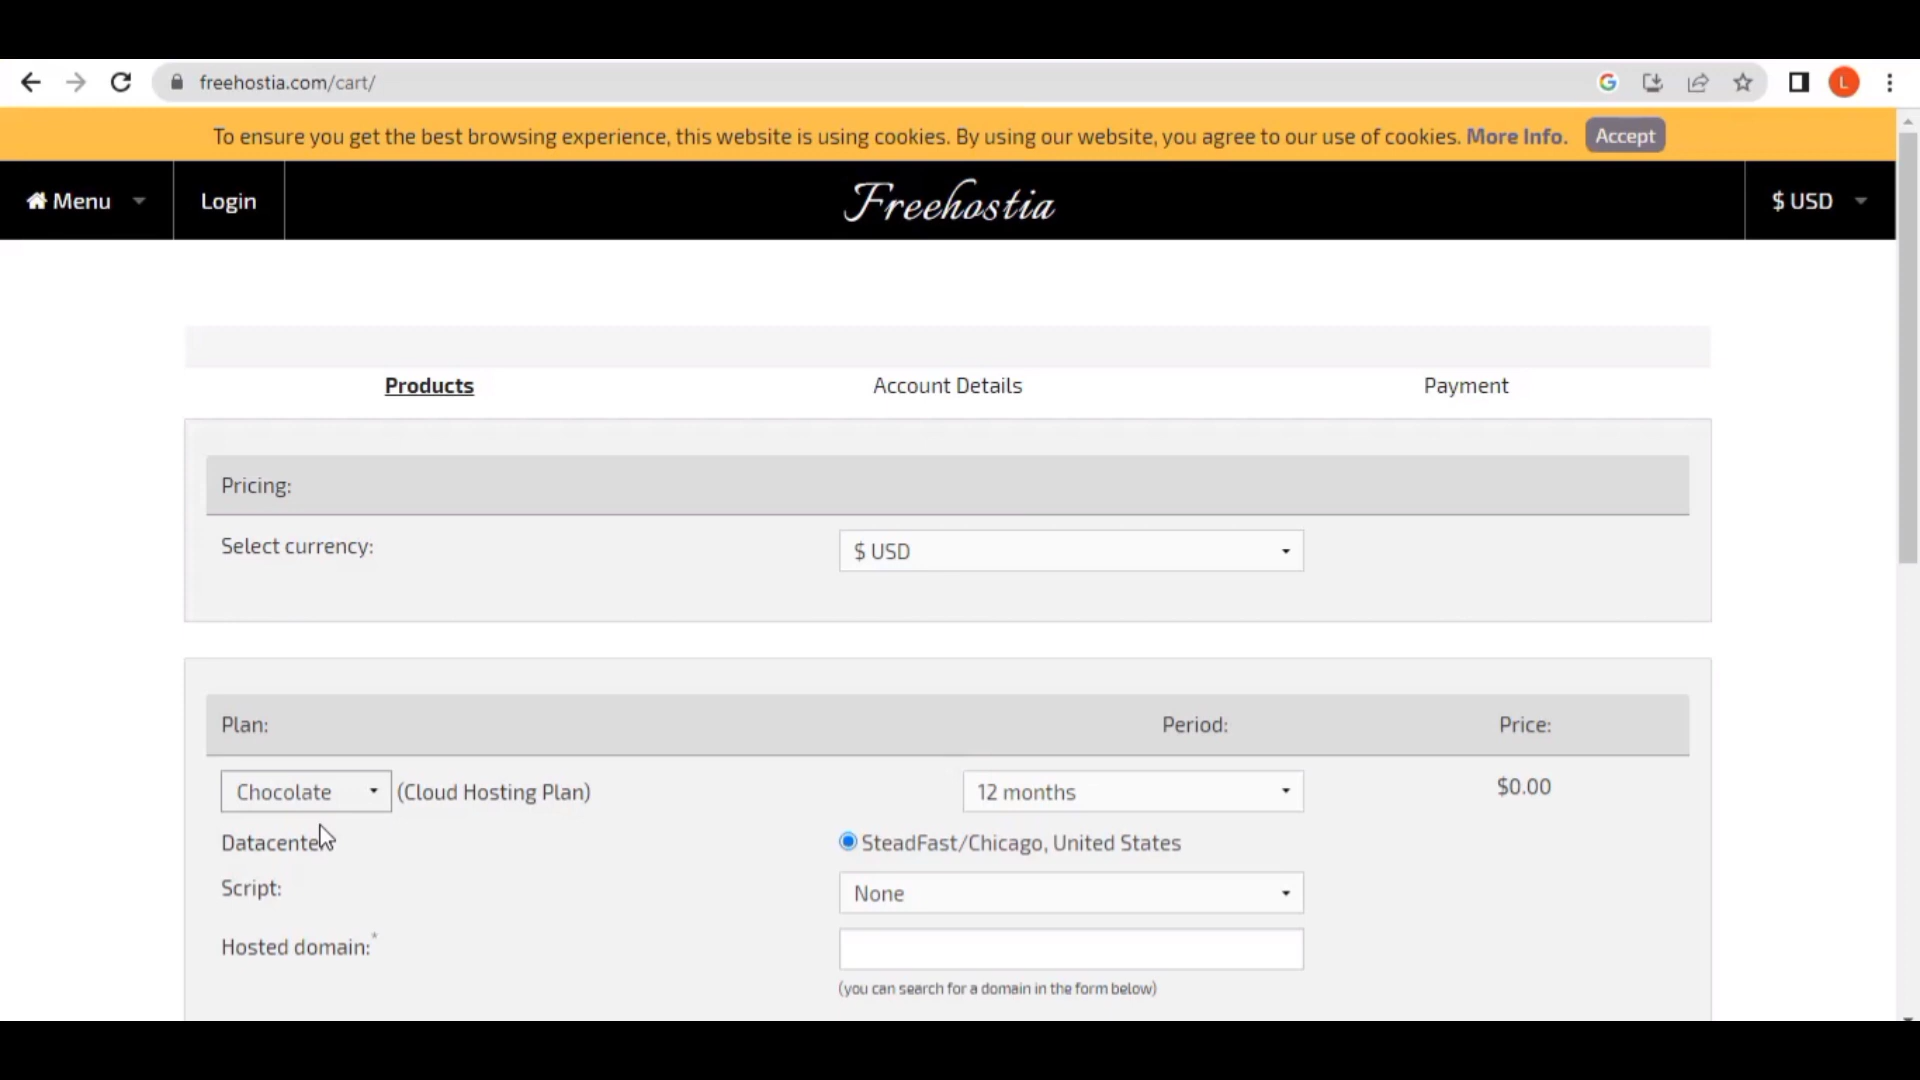 freehostia.com/cart/
L
To ensure you get the best browsing experience, this website is using cookies. By using our website, you agree to our use of cookies. More Info. Accept
Menu Login Freehostia $ USD
Products Account Details Payment
Pricing:
Select currency: $ USD
Plan: Period: Price:
Chocolate (Cloud Hosting Plan) 12 months $0.00
Datacente SteadFast/Chicago, United States
Script: None
Hosted domain:*
(you can search for a domain in the form below)